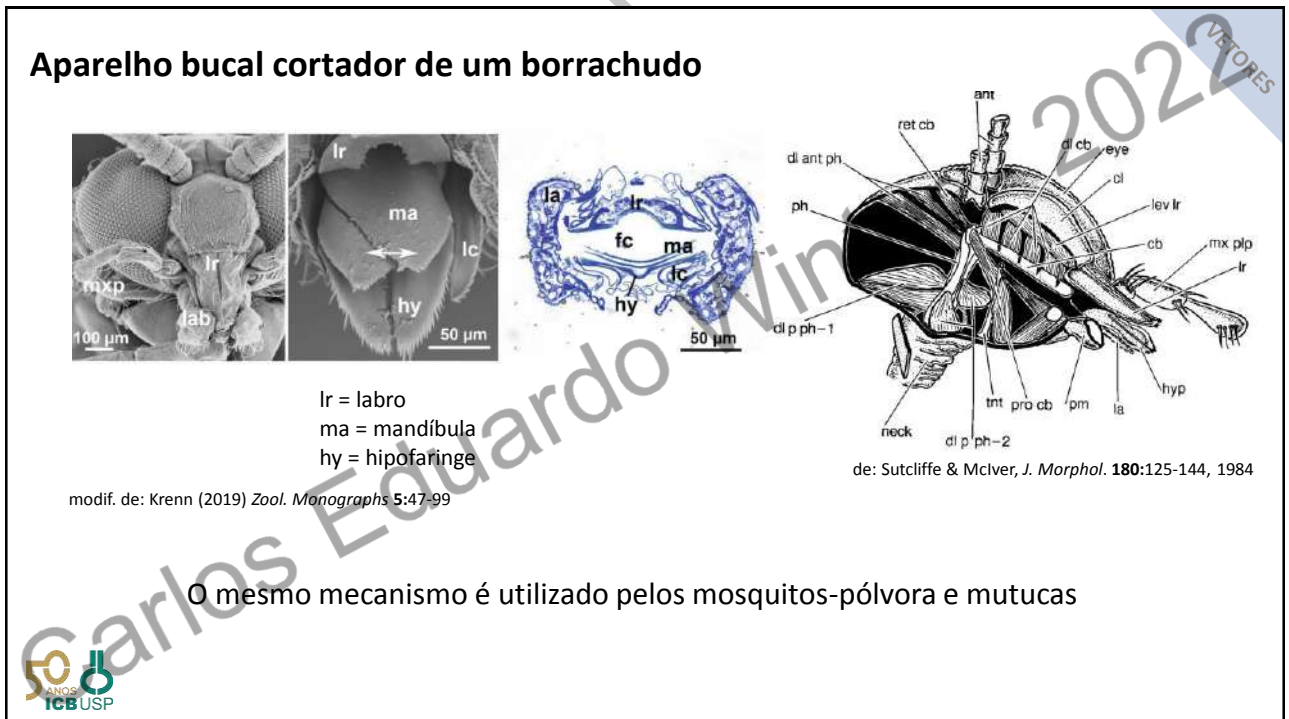 VETORES
Aparelho bucal cortador de um borrachudo
lr
mxp
lab
100 µm
lr
ma
lc
hy
50 µm
la
lr
fc
ma
lc
hy
50 µm
ant
ret cb
dl cb
eye
dl ant ph
cl
ph
lev lr
cb
mx plp
lr
dl p ph-1
hyp
tnt
pro cb
pm
la
neck
dl p ph-2
lr = labro
ma = mandíbula
hy = hipofaringe
de: Sutcliffe & McIver, J. Morphol. 180:125-144, 1984
modif. de: Krenn (2019) Zool. Monographs 5:47-99
O mesmo mecanismo é utilizado pelos mosquitos-pólvora e mutucas
50
ANOS
ICBUSP
Carlos Eduardo Win 2022